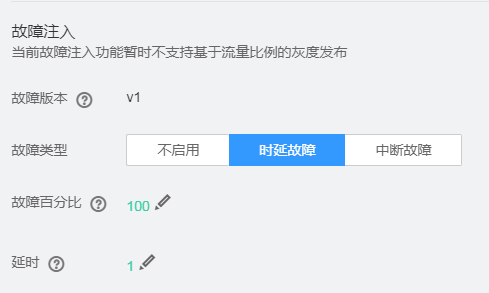 故障注入
当前故障注入功能暂时不支持基于流量比例的灰度发布
故障版本 ? v1
故障类型 不启用 时延故障 中断故障
故障百分比 ? 100
延时 ? 1